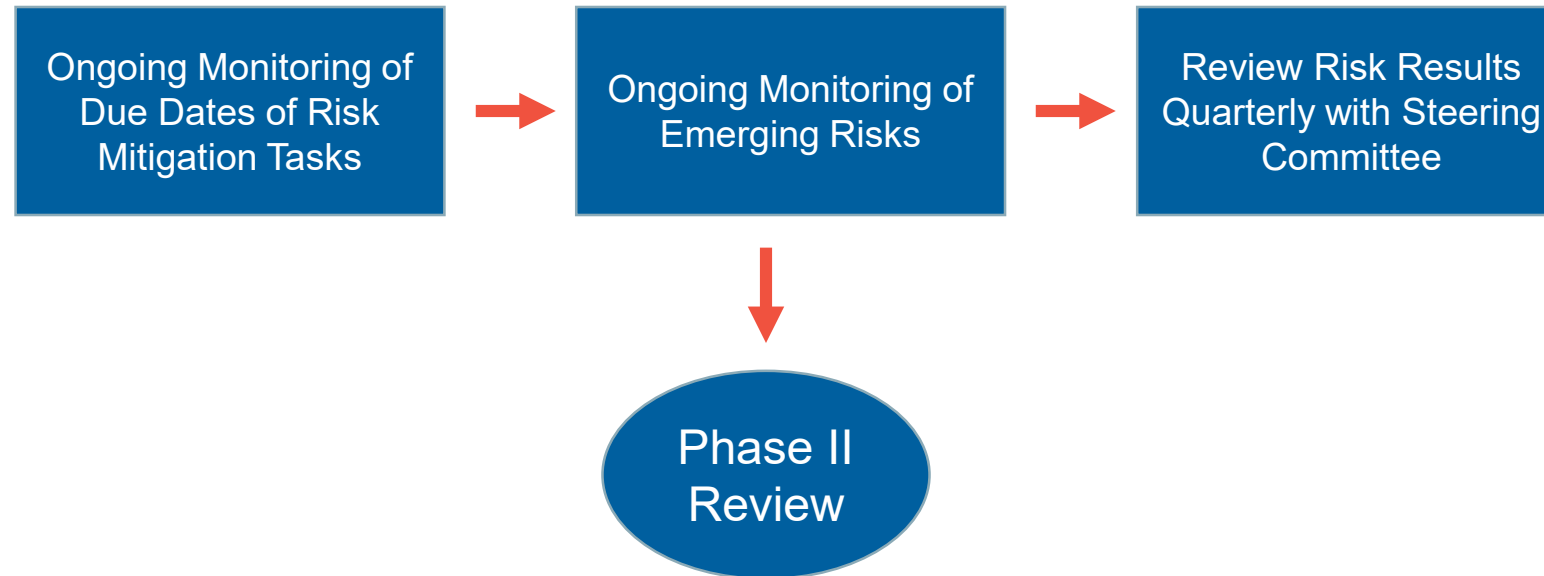 Ongoing Monitoring of
Due Dates of Risk
Mitigation Tasks
Ongoing Monitoring of
Emerging Risks
Review Risk Results
Quarterly with Steering
Committee
Phase II
Review